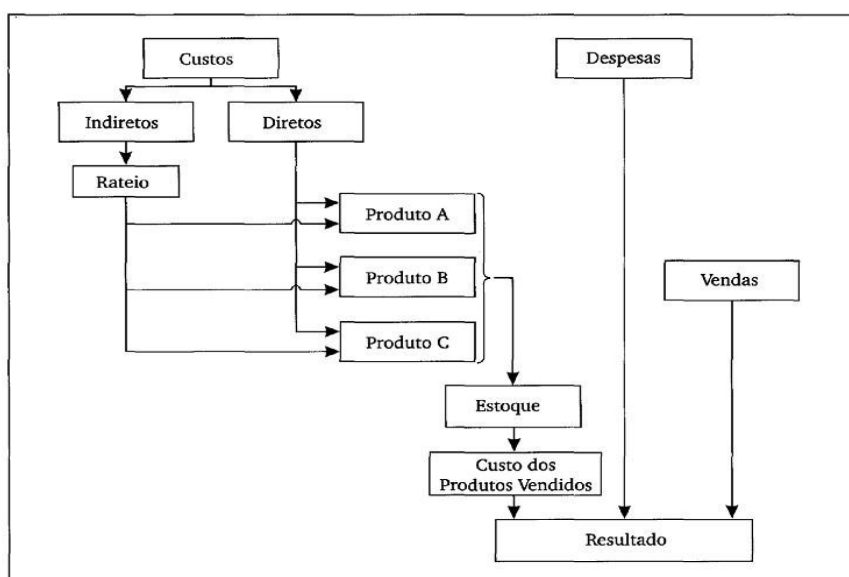 Custos
Despesas
Indiretos
Diretos
Rateio
Produto A
Produto B
Vendas
Produto C
Estoque
Custo dos
Produtos Vendidos
Resultado